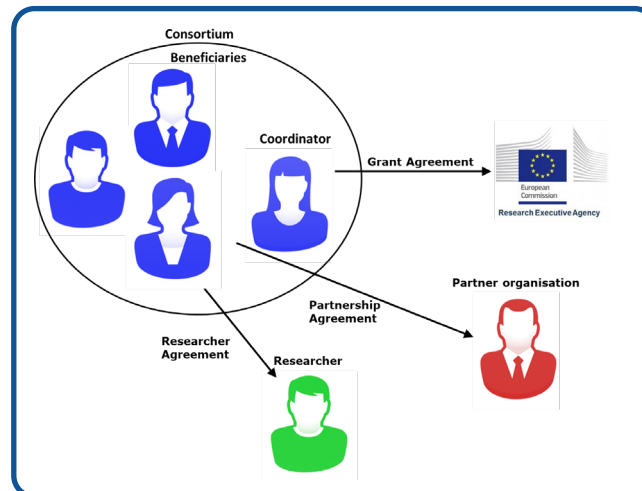 Consortium
Beneficiaries
Coordinator
Grant Agreement
European
Commission
Research Executive Agency
Partner organisation
Partnership
Agreement
Researcher
Agreement
Researcher